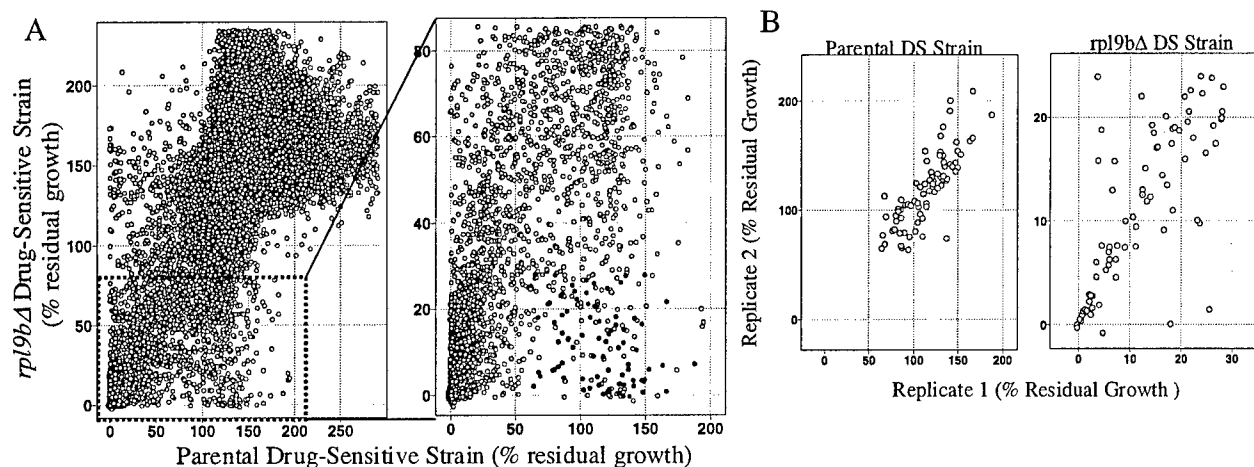 A
rpl9bΔ Drug-Sensitive Strain
(% residual growth)
200
150
100
50
0
0 50 100 150 200 250
80
60
40
20
0
0 50 100 150 200
Parental Drug-Sensitive Strain (% residual growth)
B
Parental DS Strain
rpl9bΔ DS Strain
Replicate 2 (% Residual Growth)
200
100
0
0 50 100 150 200
20
10
0
0 10 20 30
Replicate 1 (% Residual Growth )